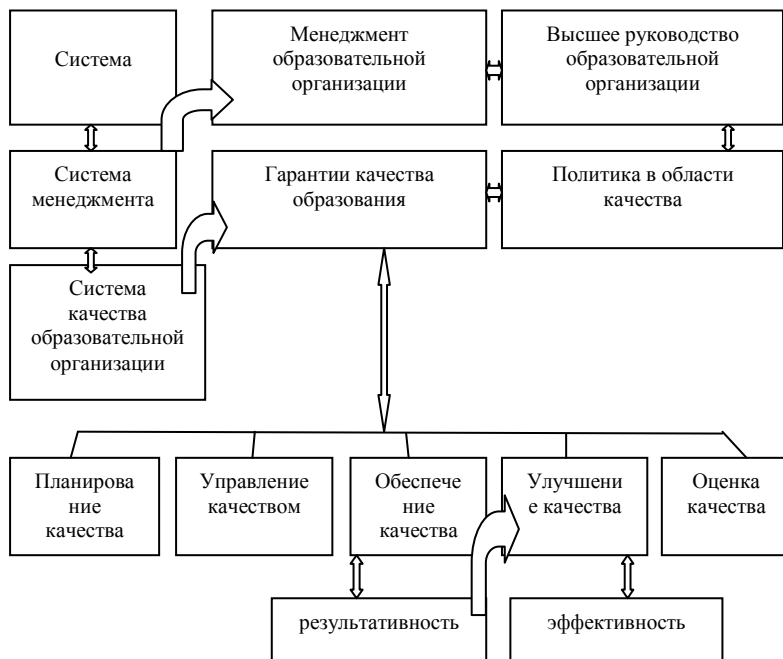 Система
Менеджмент
образовательной
организации
Высшее руководство
образовательной
организации
Система
менеджмента
Гарантии качества
образования
Политика в области
качества
Система
качества
образовательной
организации
Планирова
ние
качества
Управление
качеством
Обеспече
ние
качества
Улучшени
е качества
Оценка
качества
результативность
эффективность